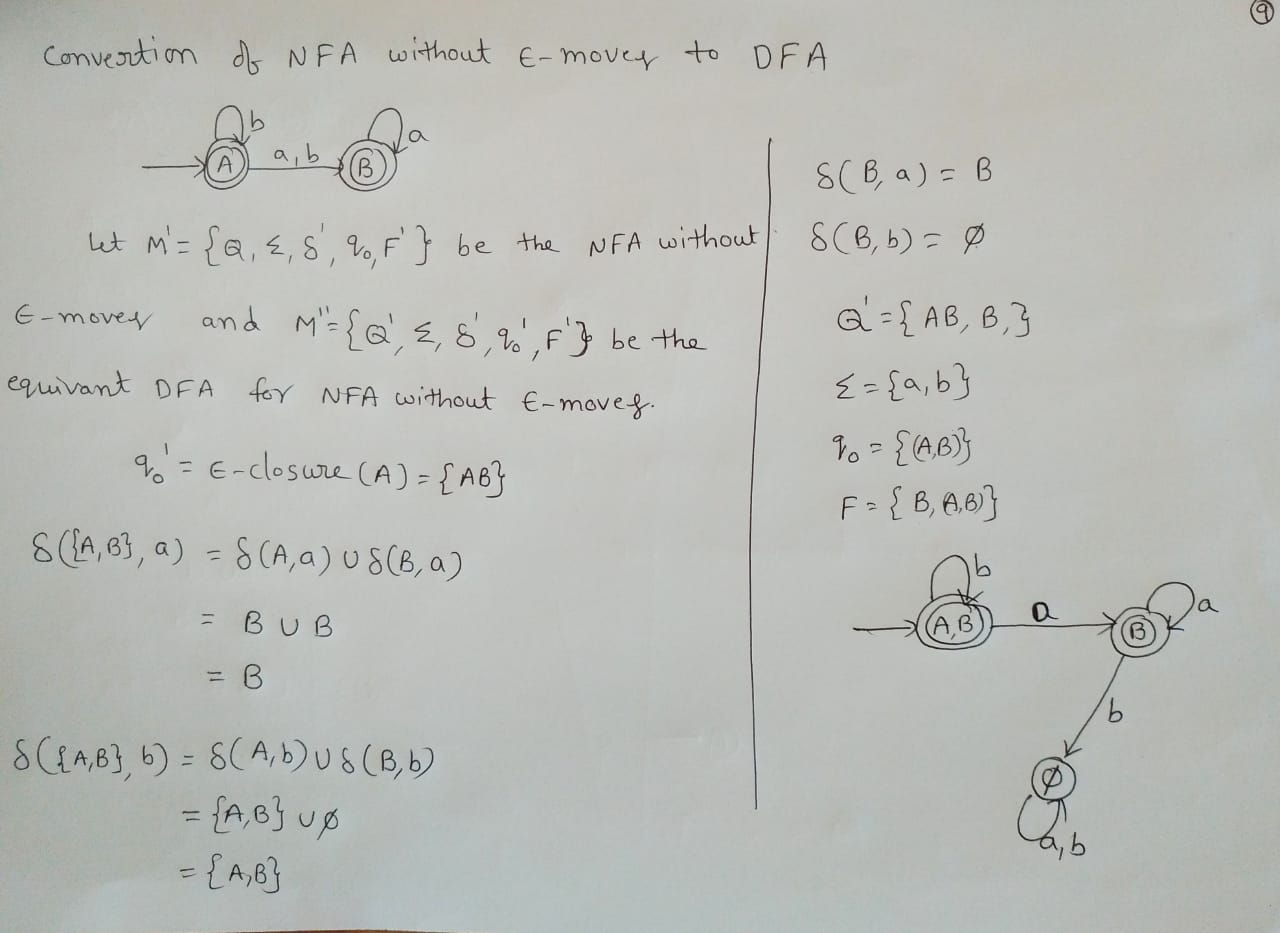 9
Convertion of NFA without ε-moves to DFA
b
a
A
a,b
B
Let M'= {Q, Σ, δ', q₀, F'} be the NFA without
ε-moves and M''={Q', Σ, δ', q₀', F'} be the
equivant DFA for NFA without ε-moves.
q₀' = ε-closure (A) = {AB}
δ({A,B}, a) = δ(A,a) ∪ δ(B,a)
= B ∪ B
= B
δ({A,B}, b) = δ(A,b) ∪ δ(B,b)
= {A,B} ∪ ∅
= {A,B}
δ(B, a) = B
δ(B, b) = ∅
Q' = { AB, B, }
Σ = {a,b}
q₀ = {(A,B)}
F = { B, (A,B)}
b
a
A,B
a
B
b
∅
a,b